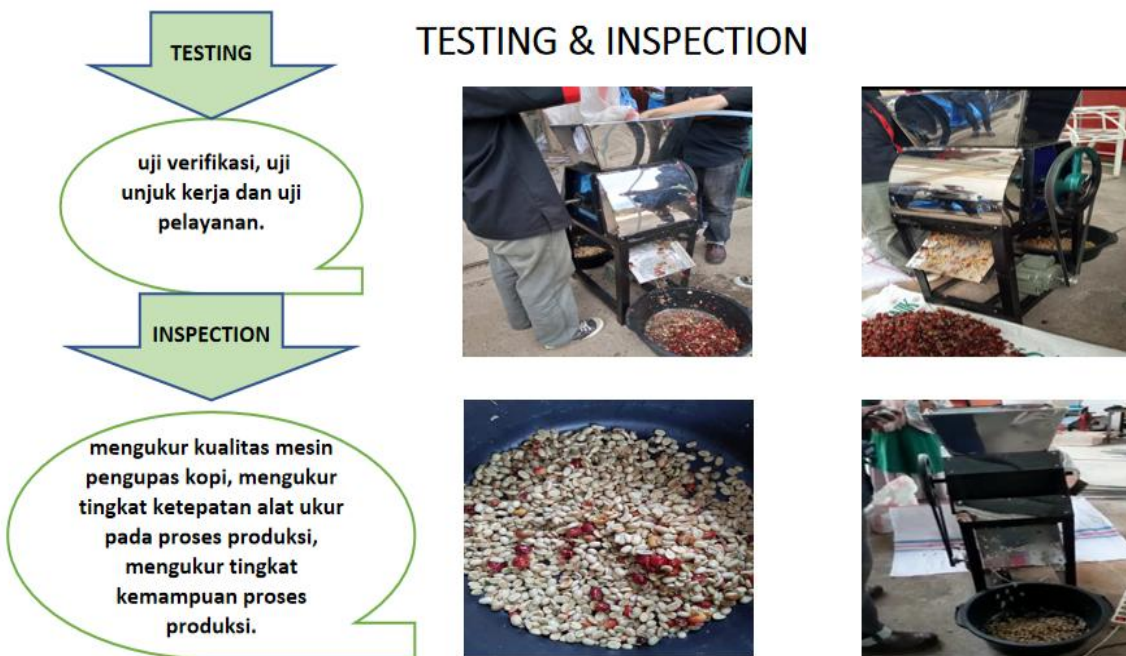 TESTING & INSPECTION
TESTING
uji verifikasi, uji
unjuk kerja dan uji
pelayanan.
INSPECTION
mengukur kualitas mesin
pengupas kopi, mengukur
tingkat ketepatan alat ukur
pada proses produksi,
mengukur tingkat
kemampuan proses
produksi.